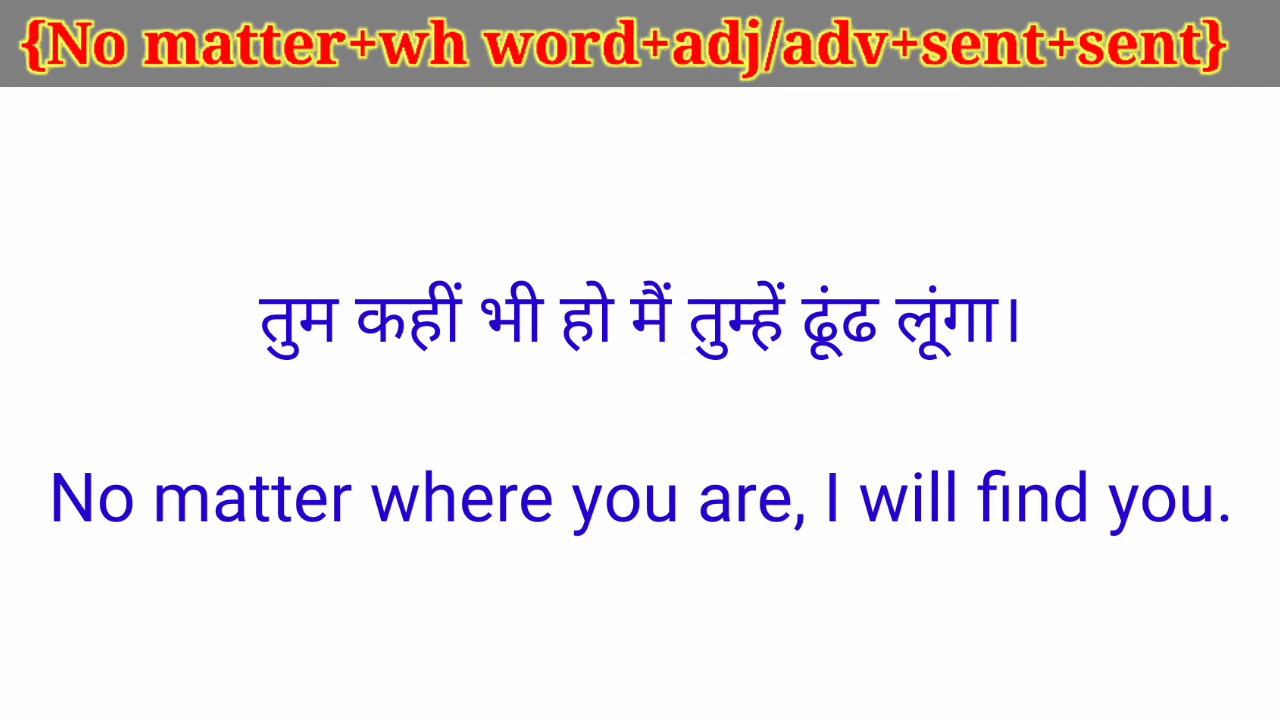 {No matter+wh word+adj/adv+sent+sent}
तुम कहीं भी हो मैं तुम्हें ढूंढ लूंगा।
No matter where you are, I will find you.